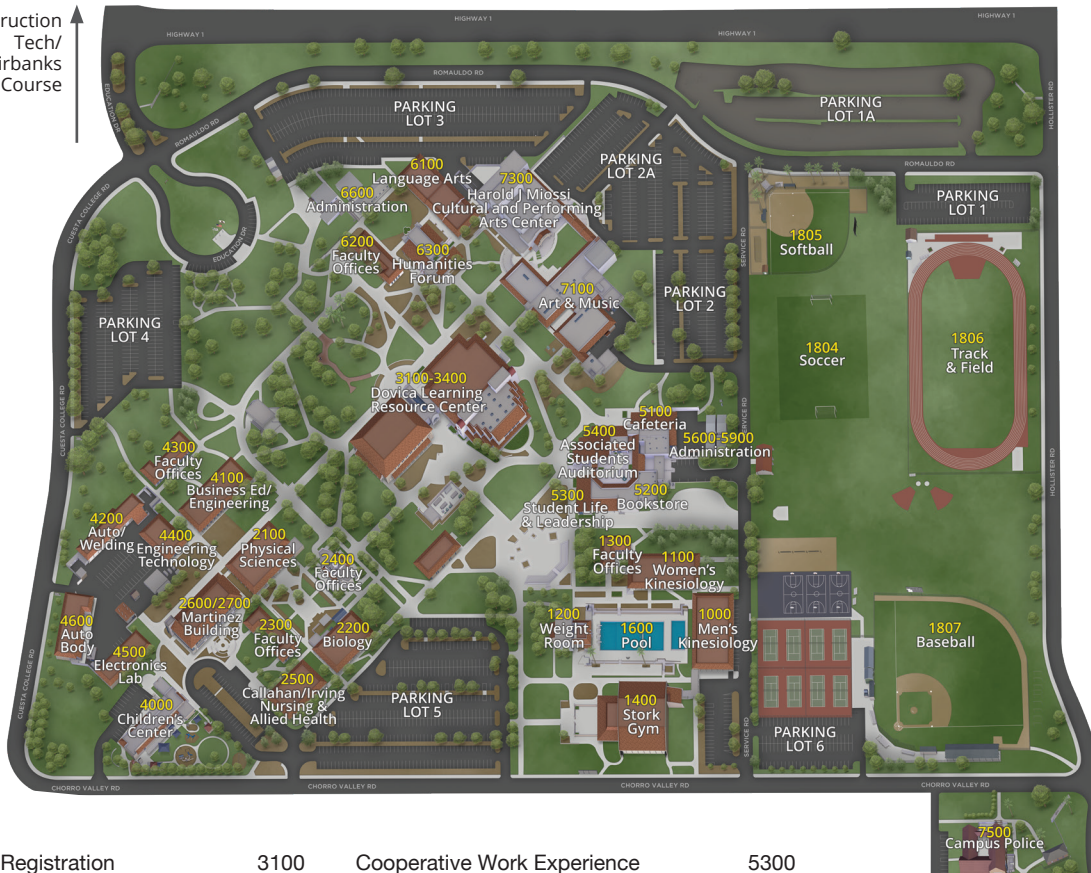 HIGHWAY 1
HIGHWAY 1
HIGHWAY 1
HIGHWAY 1
ruction
Tech/
irbanks
Course
EDUCATION DR
ROMAULDO RD
ROMAULDO RD
ROMAULDO RD
HOLLISTER RD
PARKING
LOT 3
PARKING
LOT 1A
PARKING
LOT 2A
PARKING
LOT 1
6100
Language Arts
7300
Harold J Miossi
Cultural and Performing
Arts Center
6600
Administration
6200
Faculty
Offices
6300
Humanities
Forum
CUESTA COLLEGE RD
EDUCATION DR
SERVICE RD
1805
Softball
7100
Art & Music
PARKING
LOT 2
PARKING
LOT 4
1804
Soccer
1806
Track
& Field
3100-3400
Dovica Learning
Resource Center
CUESTA COLLEGE RD
SERVICE RD
HOLLISTER RD
5100
Cafeteria
5400
Associated
Students
Auditorium
5600-5900
Administration
5300
Student Life
& Leadership
5200
Bookstore
4300
Faculty
Offices
4100
Business Ed/
Engineering
4200
Auto/
Welding
4400
Engineering
Technology
2100
Physical
Sciences
2400
Faculty
Offices
1300
Faculty
Offices
1100
Women's
Kinesiology
2600/2700
Martinez
Building
2300
Faculty
Offices
2200
Biology
1200
Weight
Room
1600
Pool
1000
Men's
Kinesiology
1807
Baseball
4600
Auto
Body
4500
Electronics
Lab
2500
Callahan/Irving
Nursing &
Allied Health
4000
Children's
Center
CUESTA COLLEGE RD
PARKING
LOT 5
1400
Stork
Gym
SERVICE RD
PARKING
LOT 6
CHORRO VALLEY RD
CHORRO VALLEY RD
CHORRO VALLEY RD
CHORRO VALLEY RD
7500
Campus Police
Registration 3100 Cooperative Work Experience 5300